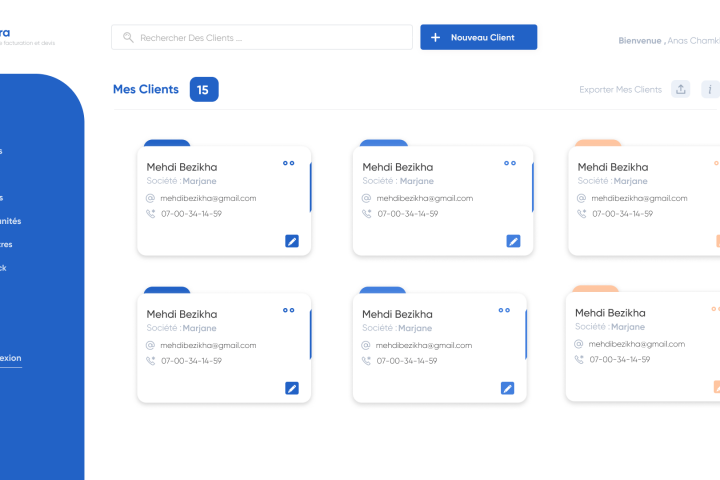 ra
facturation et devis
Rechercher Des Clients ...
+ Nouveau Client
Bienvenue , Anas Chamk
Mes Clients 15
Exporter Mes Clients
i
s
s
unités
res
ck
exion
Mehdi Bezikha
Société : Marjane
mehdibezikha@gmail.com
07-00-34-14-59
Mehdi Bezikha
Société : Marjane
mehdibezikha@gmail.com
07-00-34-14-59
Mehdi Bezikha
Société : Marjane
mehdibezikha@gmail.com
07-00-34-14-59
Mehdi Bezikha
Société : Marjane
mehdibezikha@gmail.com
07-00-34-14-59
Mehdi Bezikha
Société : Marjane
mehdibezikha@gmail.com
07-00-34-14-59
Mehdi Bezikha
Société : Marjane
mehdibezikha@gmail.com
07-00-34-14-59